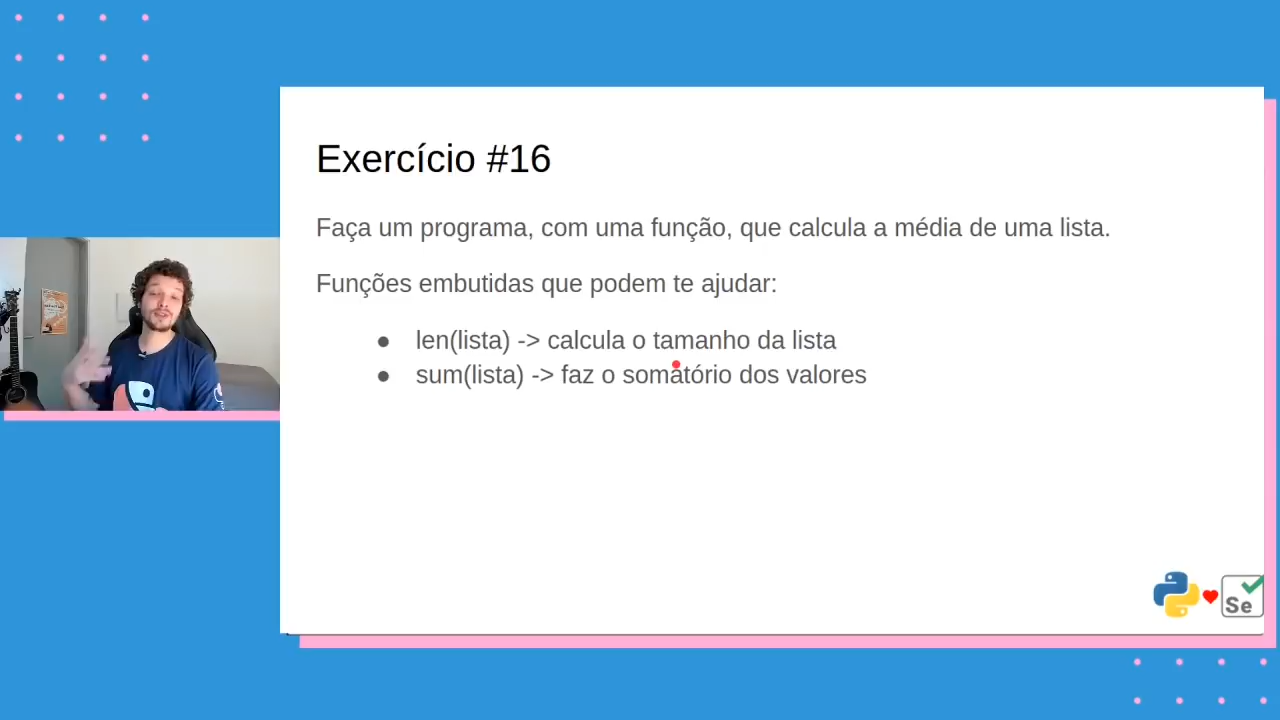 Exercício #16
Faça um programa, com uma função, que calcula a média de uma lista.
Funções embutidas que podem te ajudar:
● len(lista) -> calcula o tamanho da lista
● sum(lista) -> faz o somatório dos valores
Se